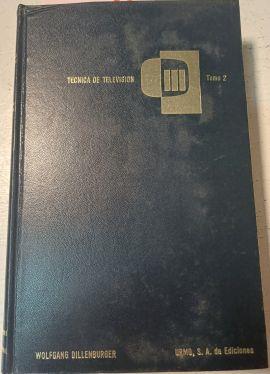 TECNICA DE TELEVISION
Tomo 2
WOLFGANG DILLENBURGER
URMO, S. A. de Ediciones